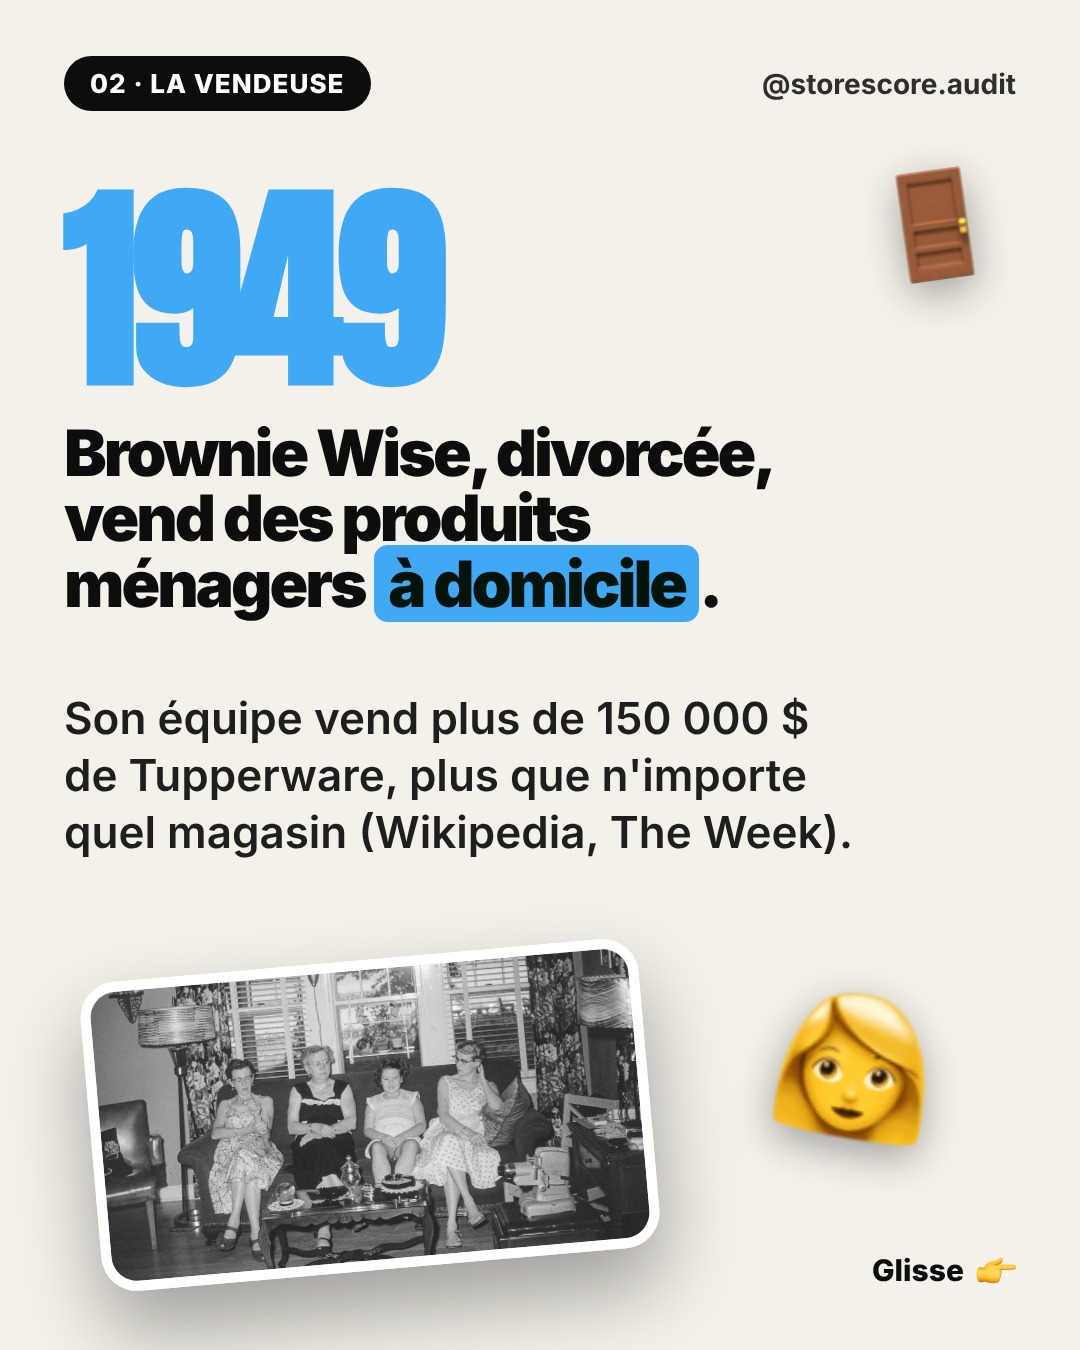 02 · LA VENDEUSE
@storescore.audit
1949
Brownie Wise, divorcée,
vend des produits
ménagers à domicile.
Son équipe vend plus de 150 000 $
de Tupperware, plus que n'importe
quel magasin (Wikipedia, The Week).
Glisse 👉